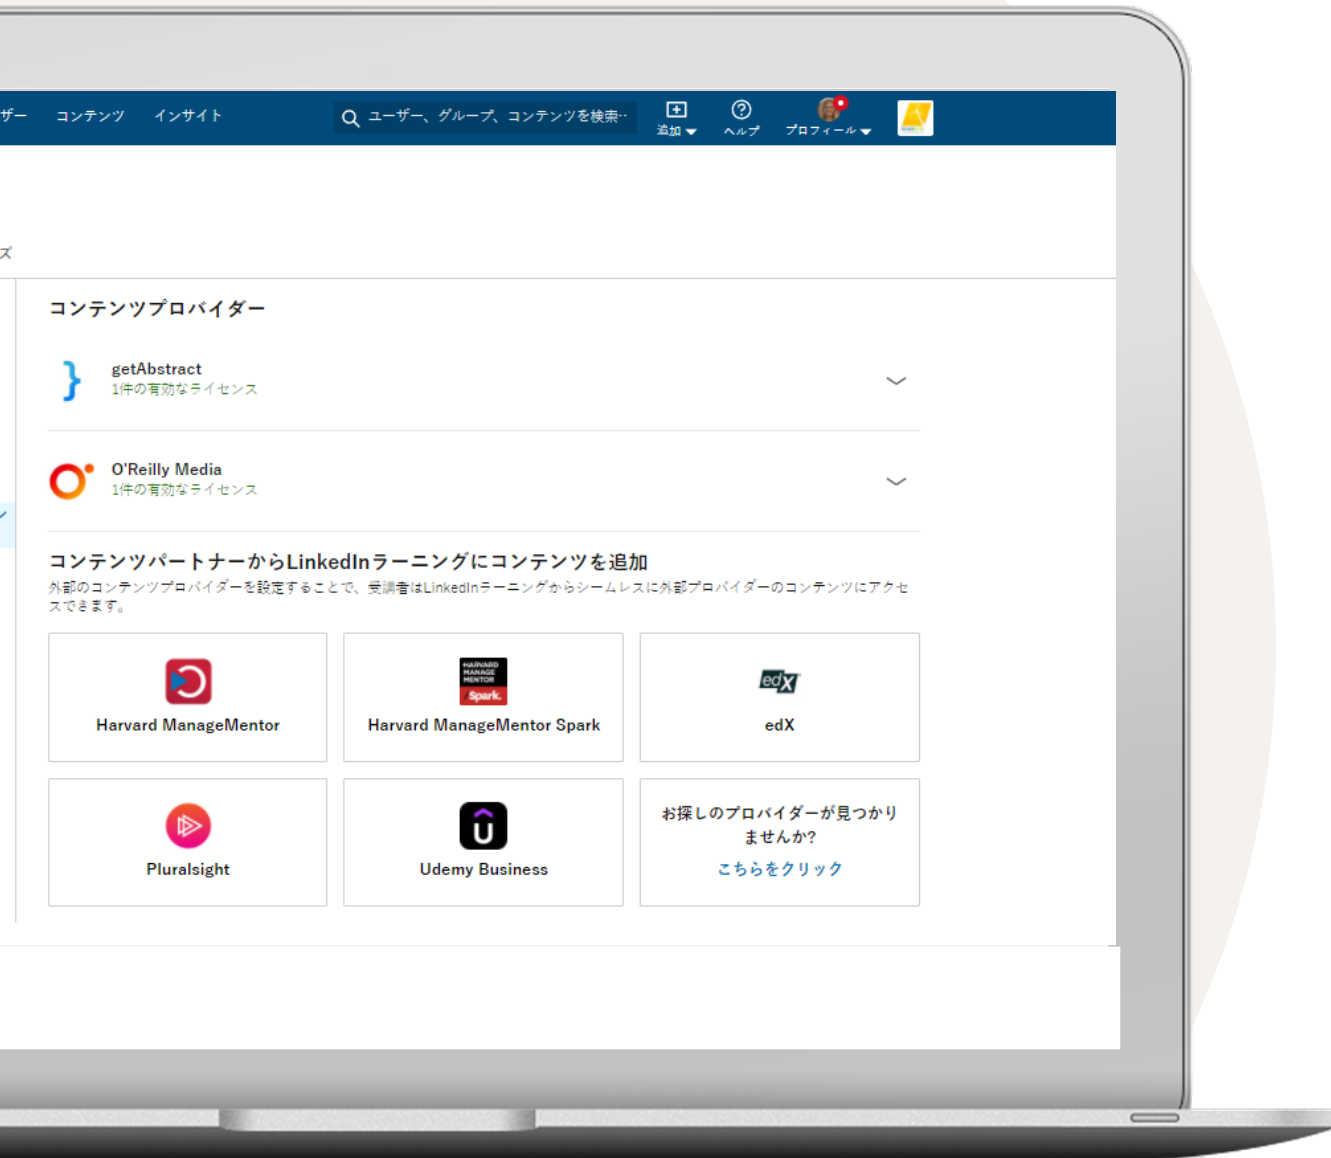 ザー コンテンツ インサイト ユーザー、グループ、コンテンツを検索‥ 追加 ヘルプ プロフィール
ズ
コンテンツプロバイダー
getAbstract
1件の有効なライセンス
O'Reilly Media
1件の有効なライセンス
コンテンツパートナーからLinkedInラーニングにコンテンツを追加
外部のコンテンツプロバイダーを設定することで、受講者はLinkedInラーニングからシームレスに外部プロバイダーのコンテンツにアクセ
スできます。
Harvard ManageMentor
HARVARD
MANAGE
MENTOR
Spark.
Harvard ManageMentor Spark
edX
edX
Pluralsight
Udemy Business
お探しのプロバイダーが見つかり
ませんか?
こちらをクリック